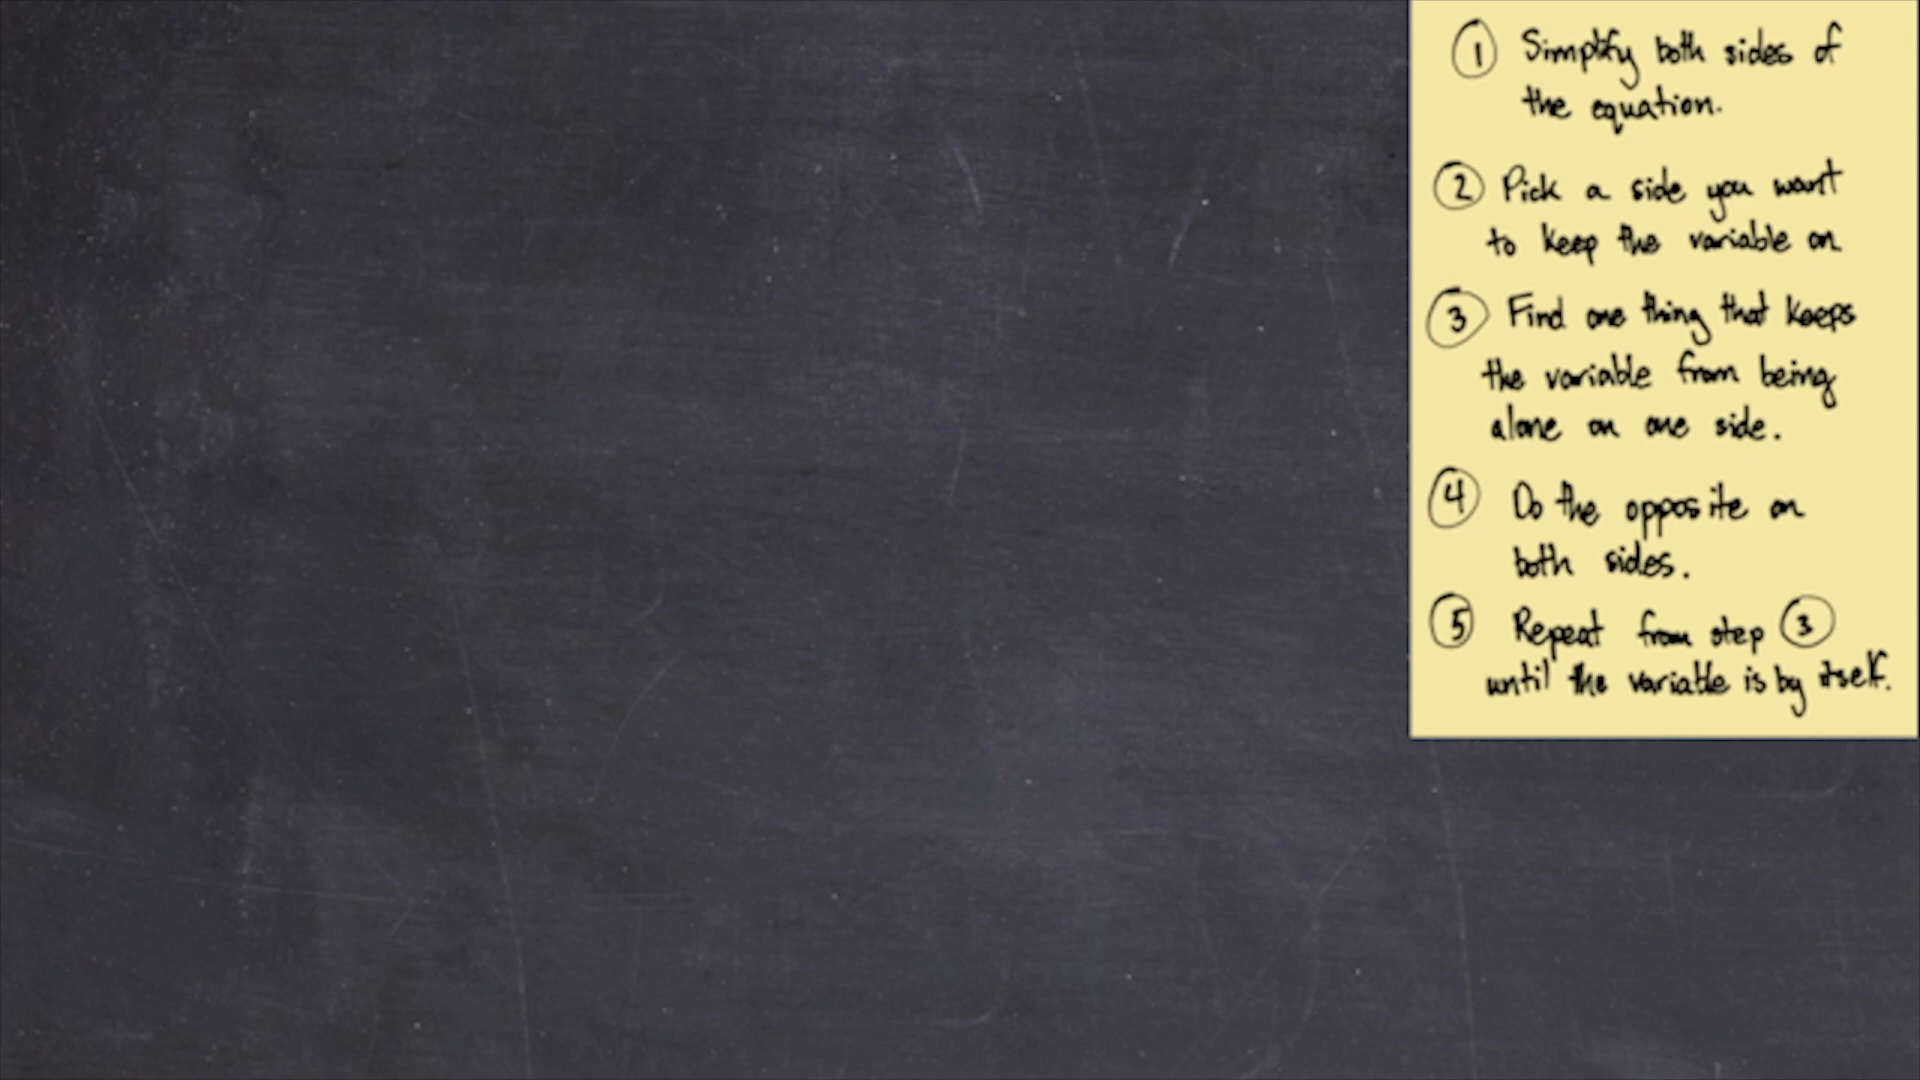 ① Simplify both sides of
the equation.
② Pick a side you want
to keep the variable on
③ Find one thing that keeps
the variable from being
alone on one side.
④ Do the opposite on
both sides.
⑤ Repeat from step ③
until the variable is by itself.